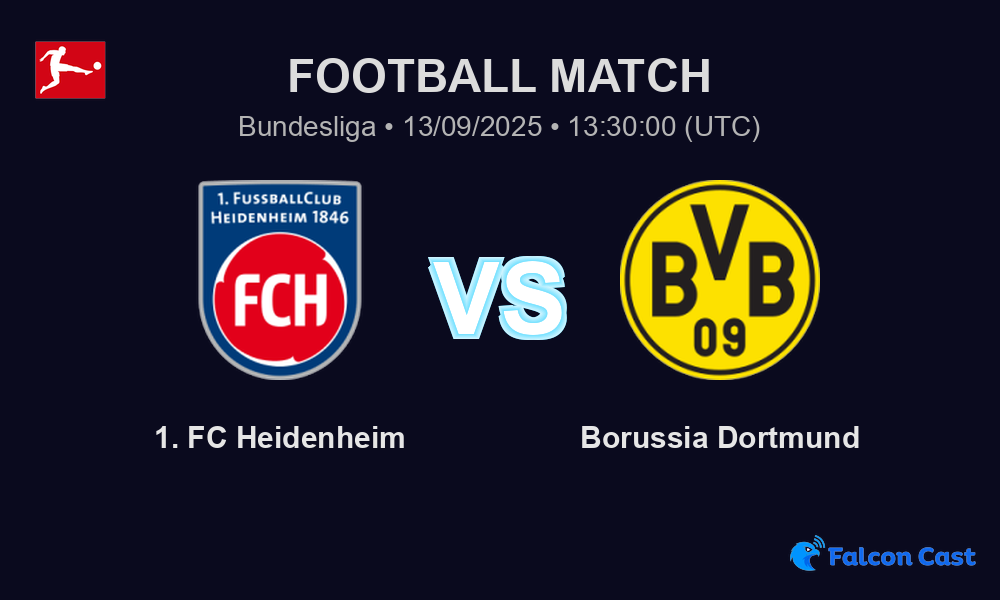 FOOTBALL MATCH
Bundesliga • 13/09/2025 • 13:30:00 (UTC)
1. FUSSBALLCLUB
HEIDENHEIM 1846
FCH
VS
BVB
09
1. FC Heidenheim
Borussia Dortmund
Falcon Cast